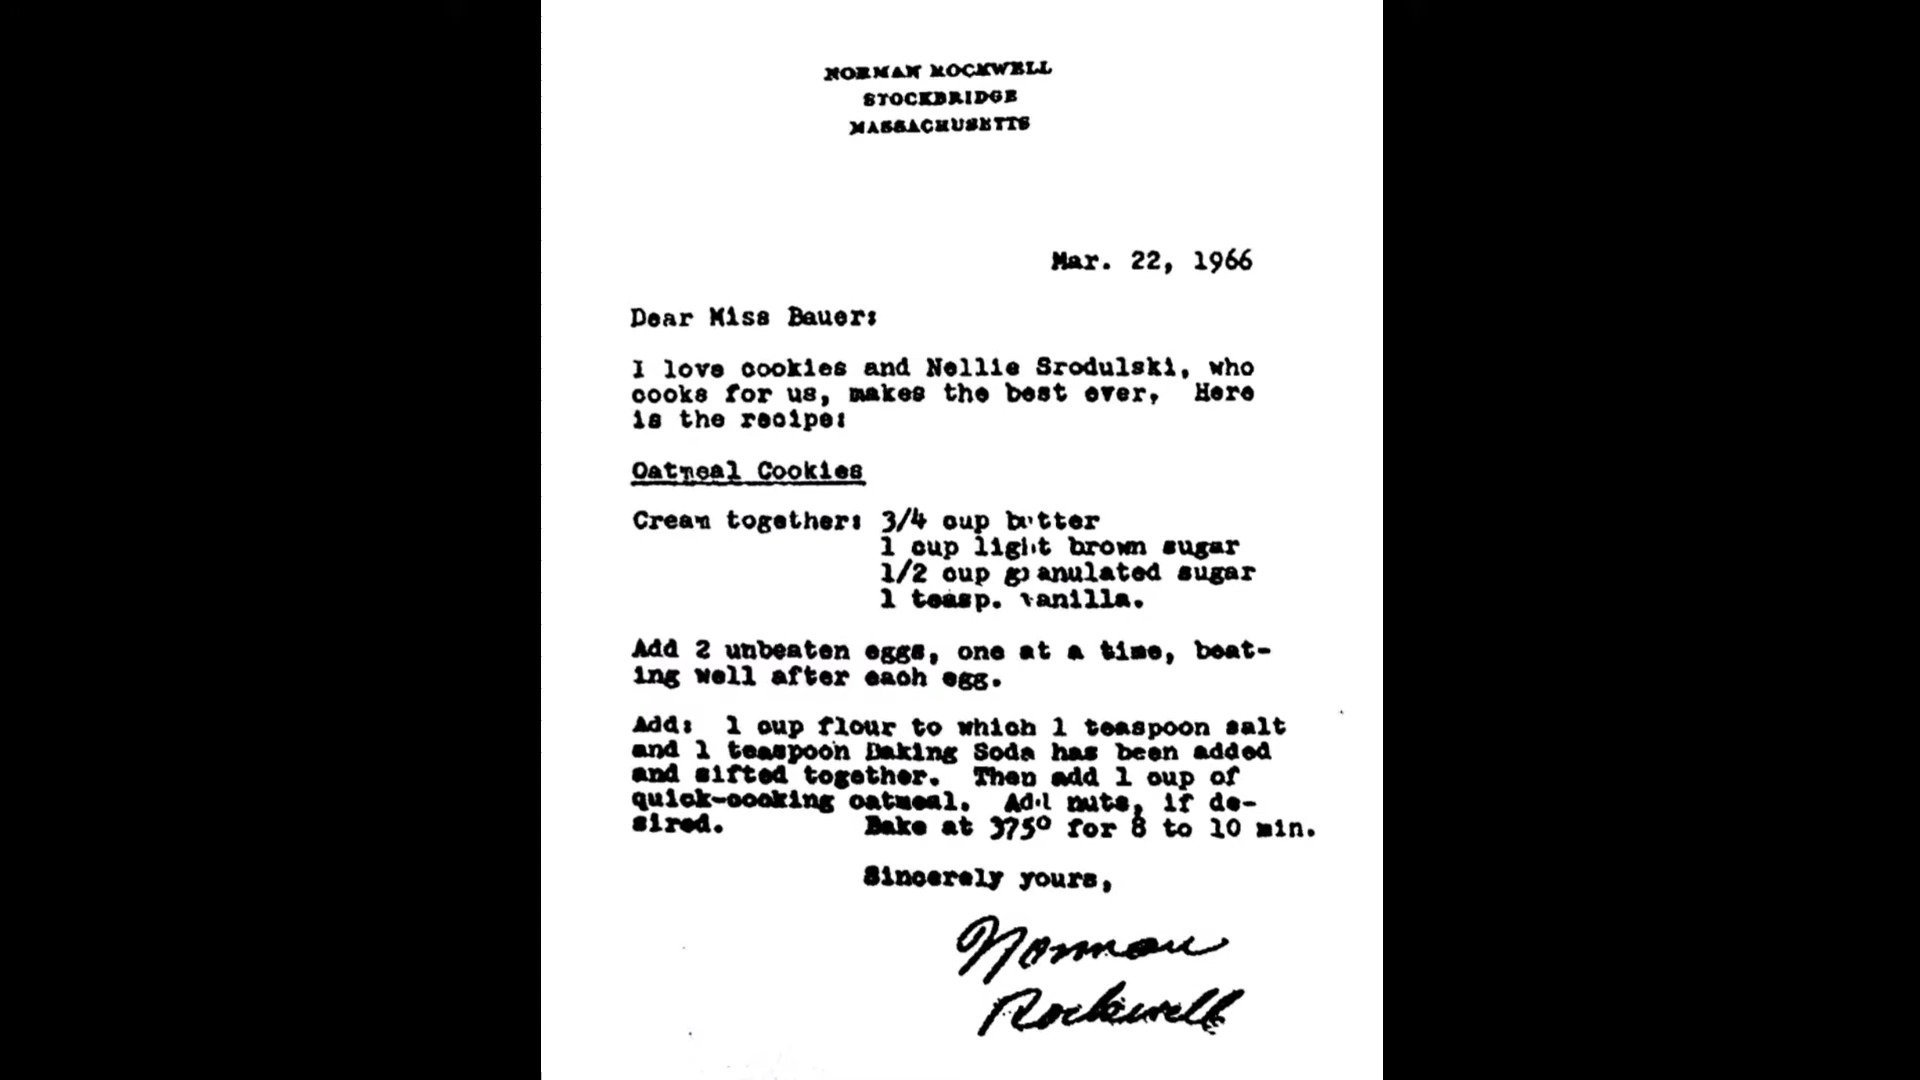 NORMAN ROCKWELL
STOCKBRIDGE
MASSACHUSETTS
Mar. 22, 1966
Dear Miss Bauer:
I love cookies and Nellie Srodulski, who
cooks for us, makes the best ever. Here
is the recipe:
Oatmeal Cookies
Cream together: 3/4 cup butter
1 cup light brown sugar
1/2 cup granulated sugar
1 teasp. vanilla.
Add 2 unbeaten eggs, one at a time, beat-
ing well after each egg.
Add: 1 cup flour to which 1 teaspoon salt
and 1 teaspoon Baking Soda has been added
and sifted together. Then add 1 cup of
quick-cooking oatmeal. Add nuts, if de-
sired. Bake at 375° for 8 to 10 min.
Sincerely yours,
Norman
Rockwell